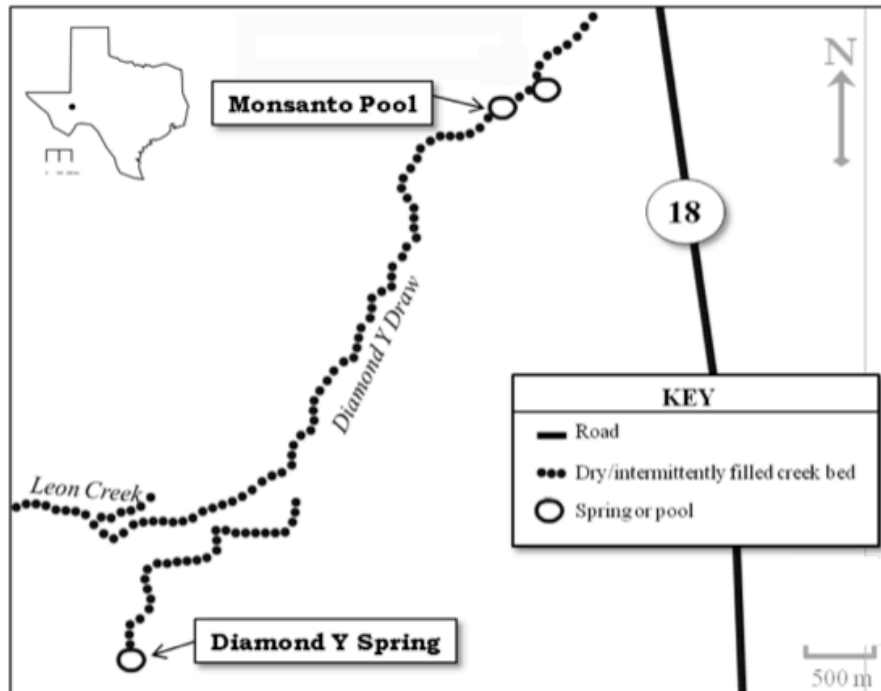 N
Monsanto Pool
18
Diamond Y Draw
KEY
Road
Dry/intermittently filled creek bed
Spring or pool
Leon Creek
Diamond Y Spring
500 m